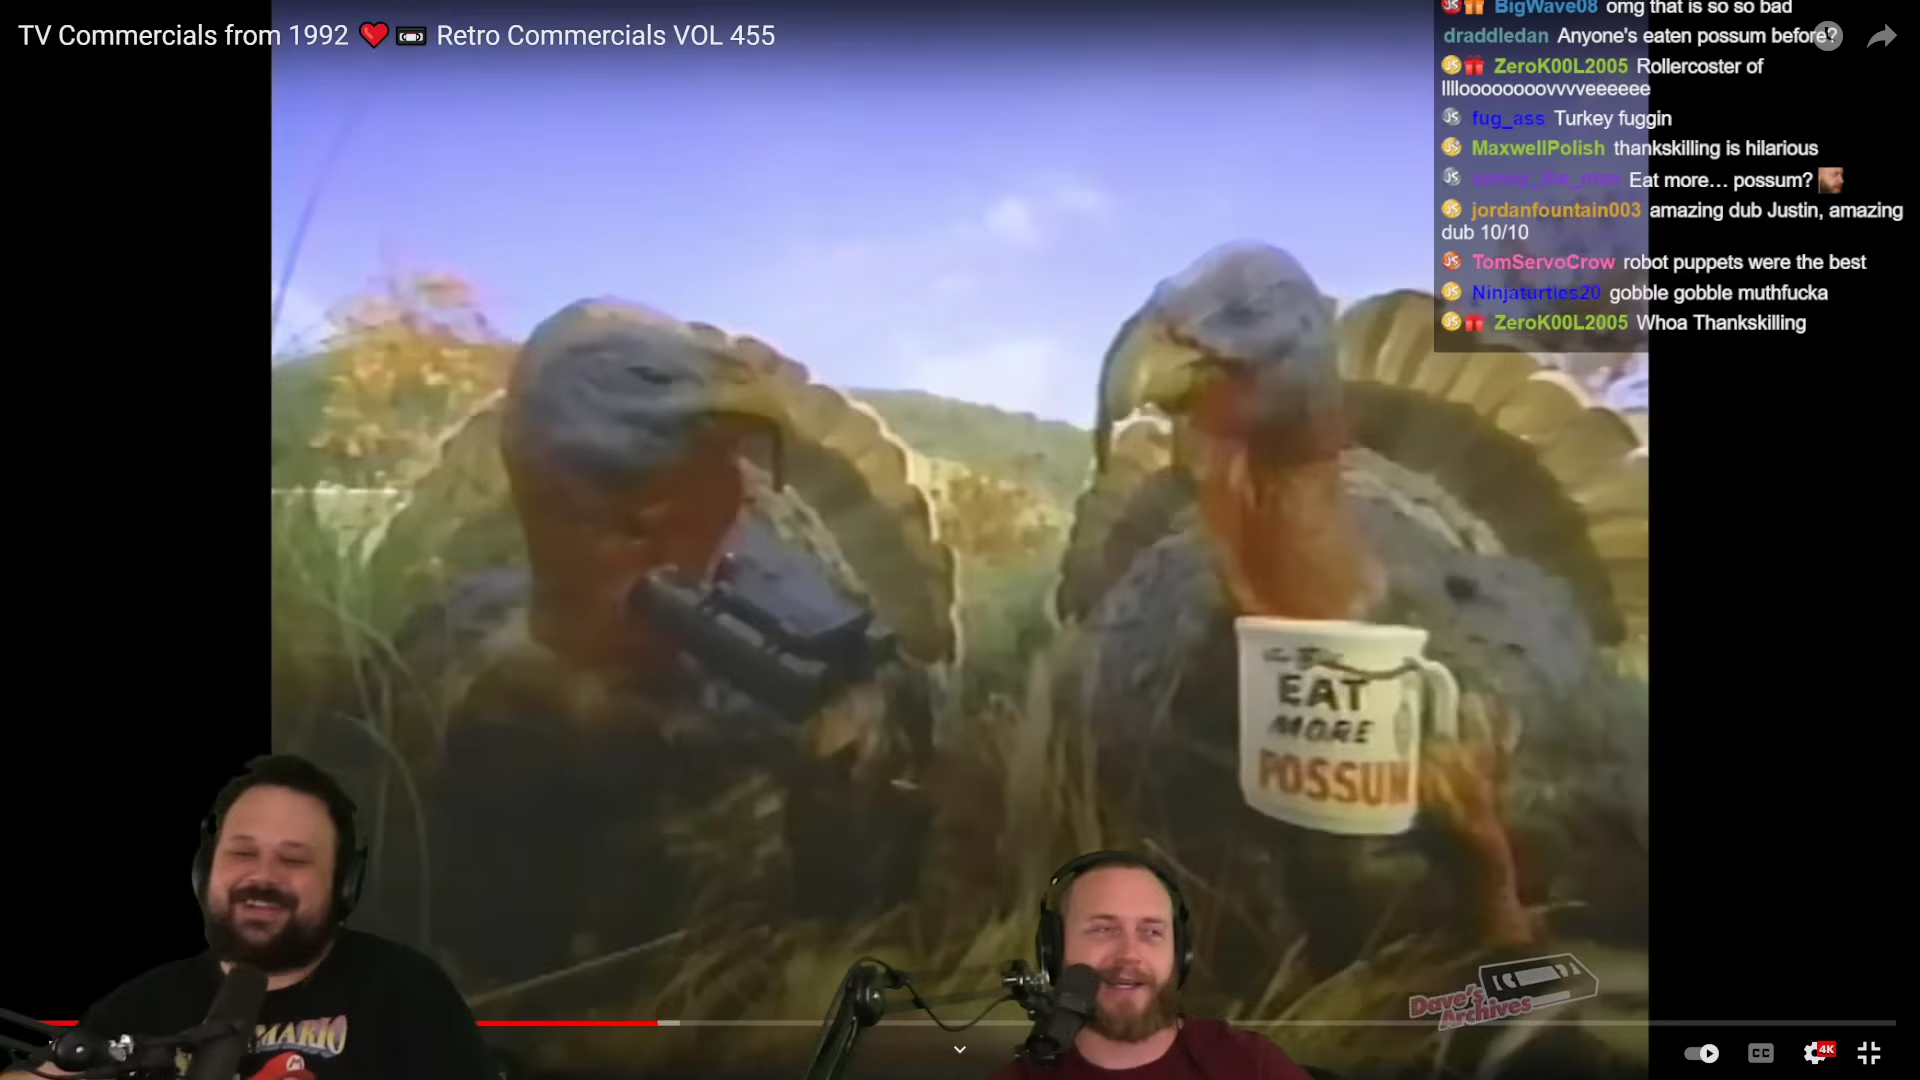 TV Commercials from 1992 ❤️📼 Retro Commercials VOL 455
BigWave08 omg that is so so bad
draddledan Anyone's eaten possum before?
ZeroK00L2005 Rollercoster of
lllloooooooovvvveeeeee
fug_ass Turkey fuggin
MaxwellPolish thankskilling is hilarious
Eat more... possum?
jordanfountain003 amazing dub Justin, amazing
dub 10/10
TomServoCrow robot puppets were the best
Ninjaturtles20 gobble gobble muthfucka
ZeroK00L2005 Whoa Thankskilling
EAT
MORE
POSSUM
MARIO
Dave's
Archives
CC
4K